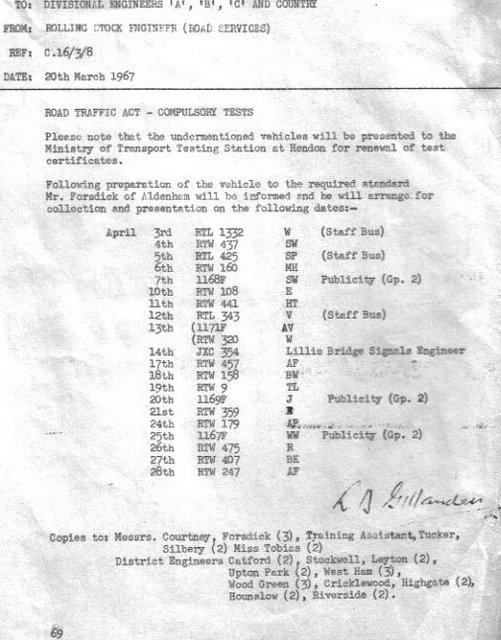 TO: DIVISIONAL ENGINEERS 'A', 'B', 'C' AND COUNTRY
FROM: ROLLING STOCK ENGINEER (ROAD SERVICES)
REF: C.16/3/8
DATE: 20th March 1967
ROAD TRAFFIC ACT - COMPULSORY TESTS
Please note that the undermentioned vehicles will be presented to the
Ministry of Transport Testing Station at Hendon for renewal of test
certificates.
Following preparation of the vehicle to the required standard
Mr. Forsdick of Aldenham will be informed and he will arrange for
collection and presentation on the following dates:-
April 3rd RTL 1332 W (Staff Bus)
4th RTW 437 SW
5th RTL 425 SP (Staff Bus)
6th RTW 160 MH
7th 1168F SW Publicity (Gp. 2)
10th RTW 108 E
11th RTW 441 HT
12th RTL 343 V (Staff Bus)
13th (1171F AV
(RTW 320 W
14th JXC 354 Lillie Bridge Signals Engineer
17th RTW 457 AF
18th RTW 158 BW
19th RTW 9 TL
20th 1169F J Publicity (Gp. 2)
21st RTW 359
24th RTW 179 AP
25th 1167F WW Publicity (Gp. 2)
26th RTW 475 R
27th RTW 407 BK
28th RTW 247 AF
Copies to: Messrs. Courtney, Forsdick (3), Training Assistant, Tucker,
Silbery (2) Miss Tobias (2)
District Engineers Catford (2), Stockwell, Leyton (2),
Upton Park (2), West Ham (3),
Wood Green (3), Cricklewood, Highgate (2),
Hounslow (2), Riverside (2).
69